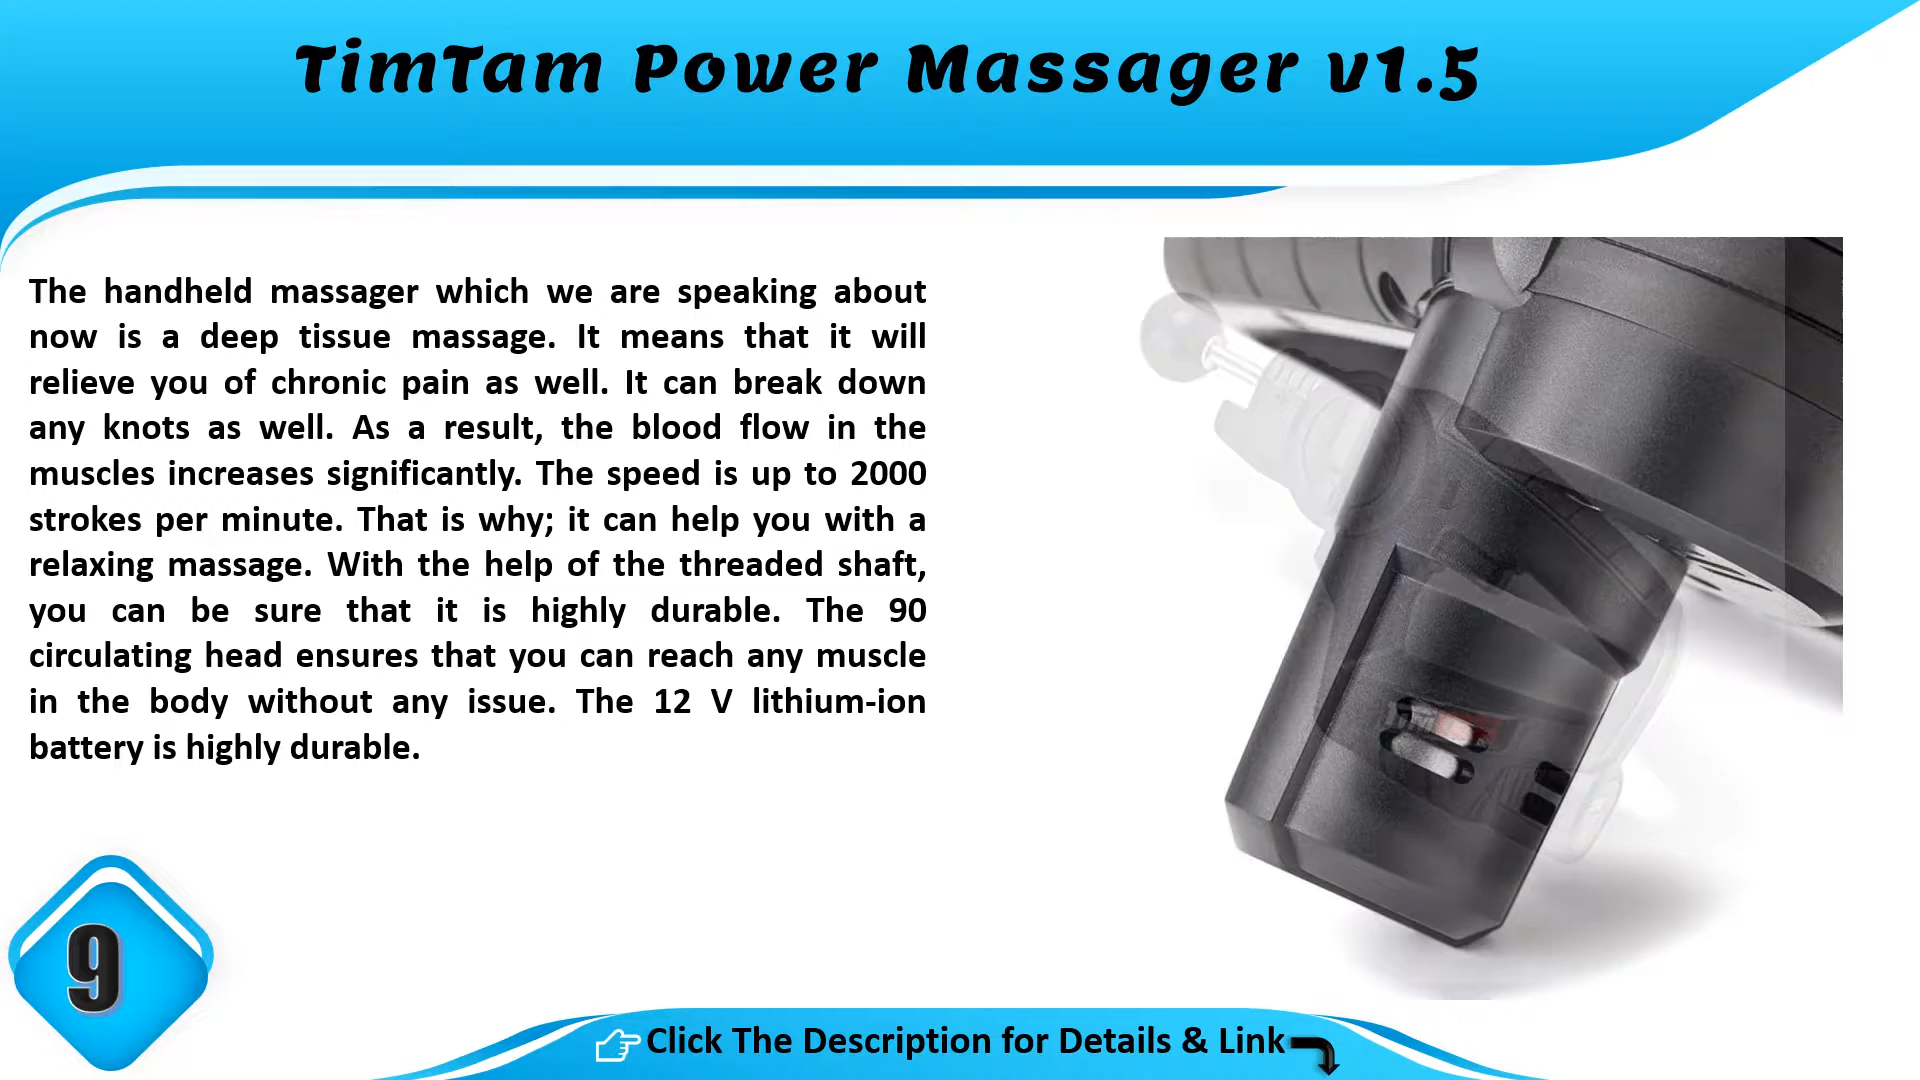 TimTam Power Massager v1.5
The handheld massager which we are speaking about
now is a deep tissue massage. It means that it will
relieve you of chronic pain as well. It can break down
any knots as well. As a result, the blood flow in the
muscles increases significantly. The speed is up to 2000
strokes per minute. That is why; it can help you with a
relaxing massage. With the help of the threaded shaft,
you can be sure that it is highly durable. The 90
circulating head ensures that you can reach any muscle
in the body without any issue. The 12 V lithium-ion
battery is highly durable.
9
Click The Description for Details & Link